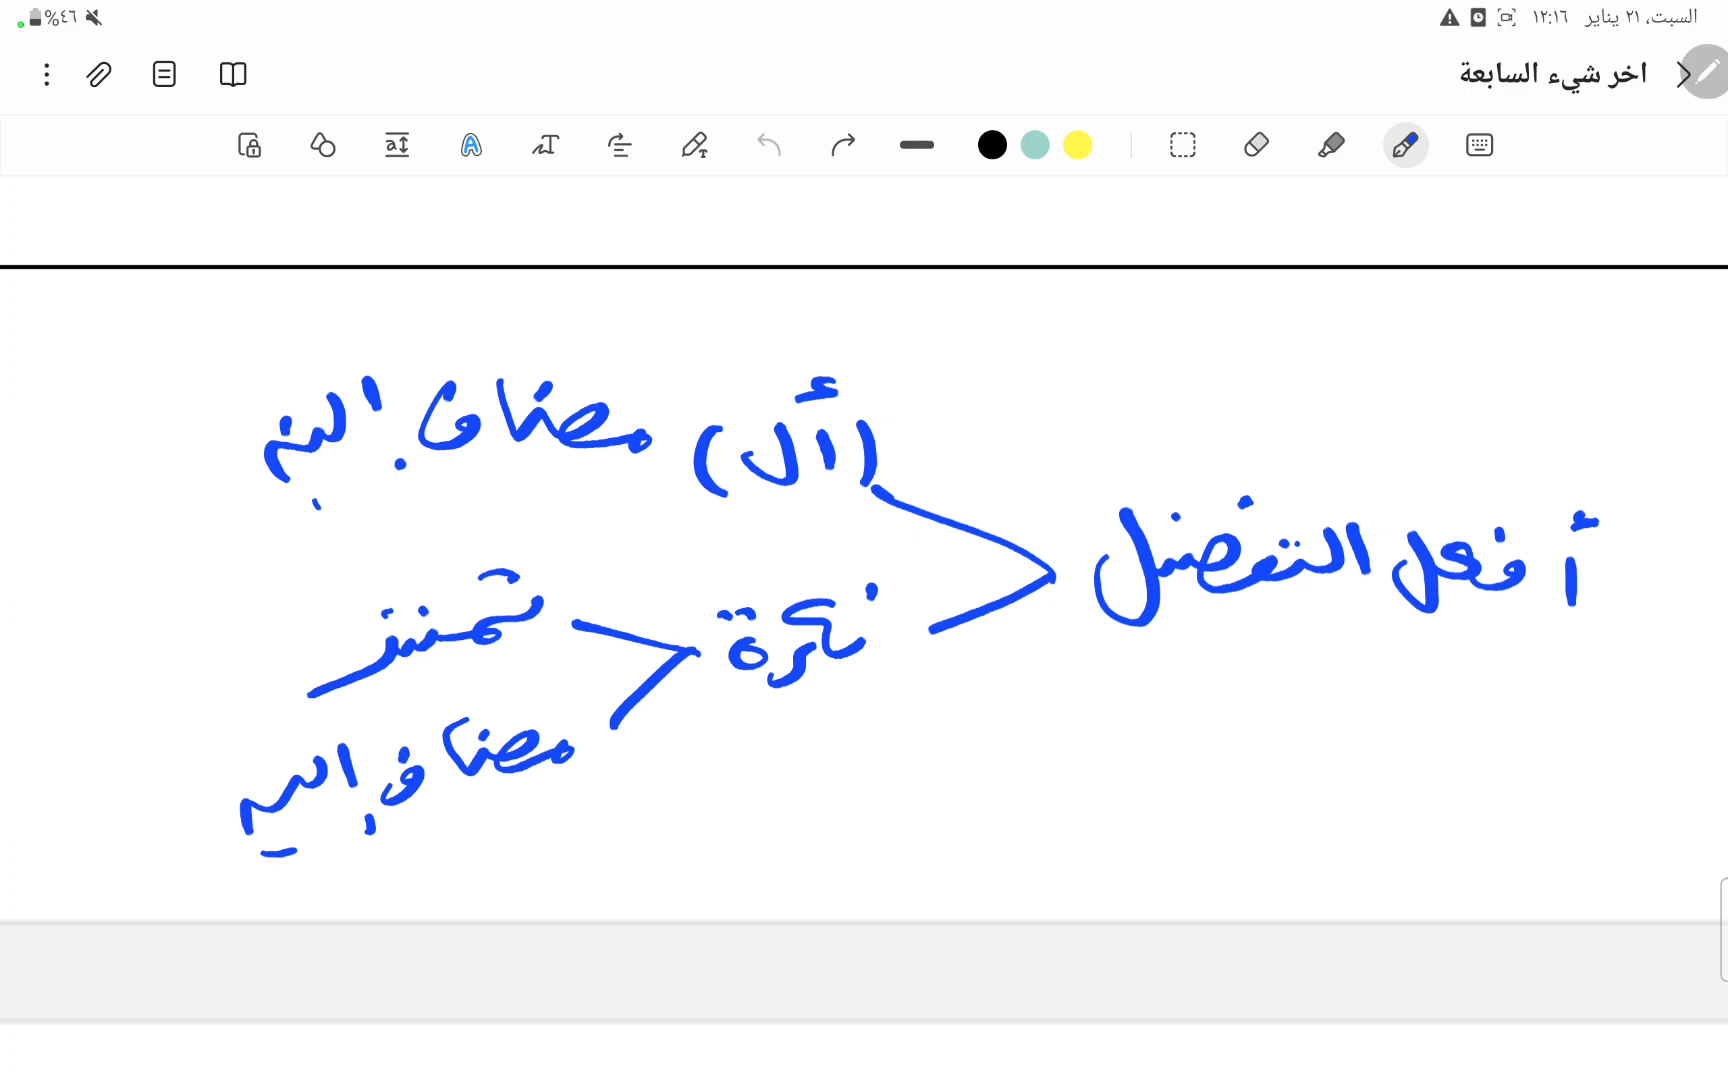 السبت، ٢١ يناير ١٢:١٦
%٤٦
اخر شيء السابعة
(أل) مضاف إليه
أفعل التفضيل
نكرة
تمييز
مضاف إليه